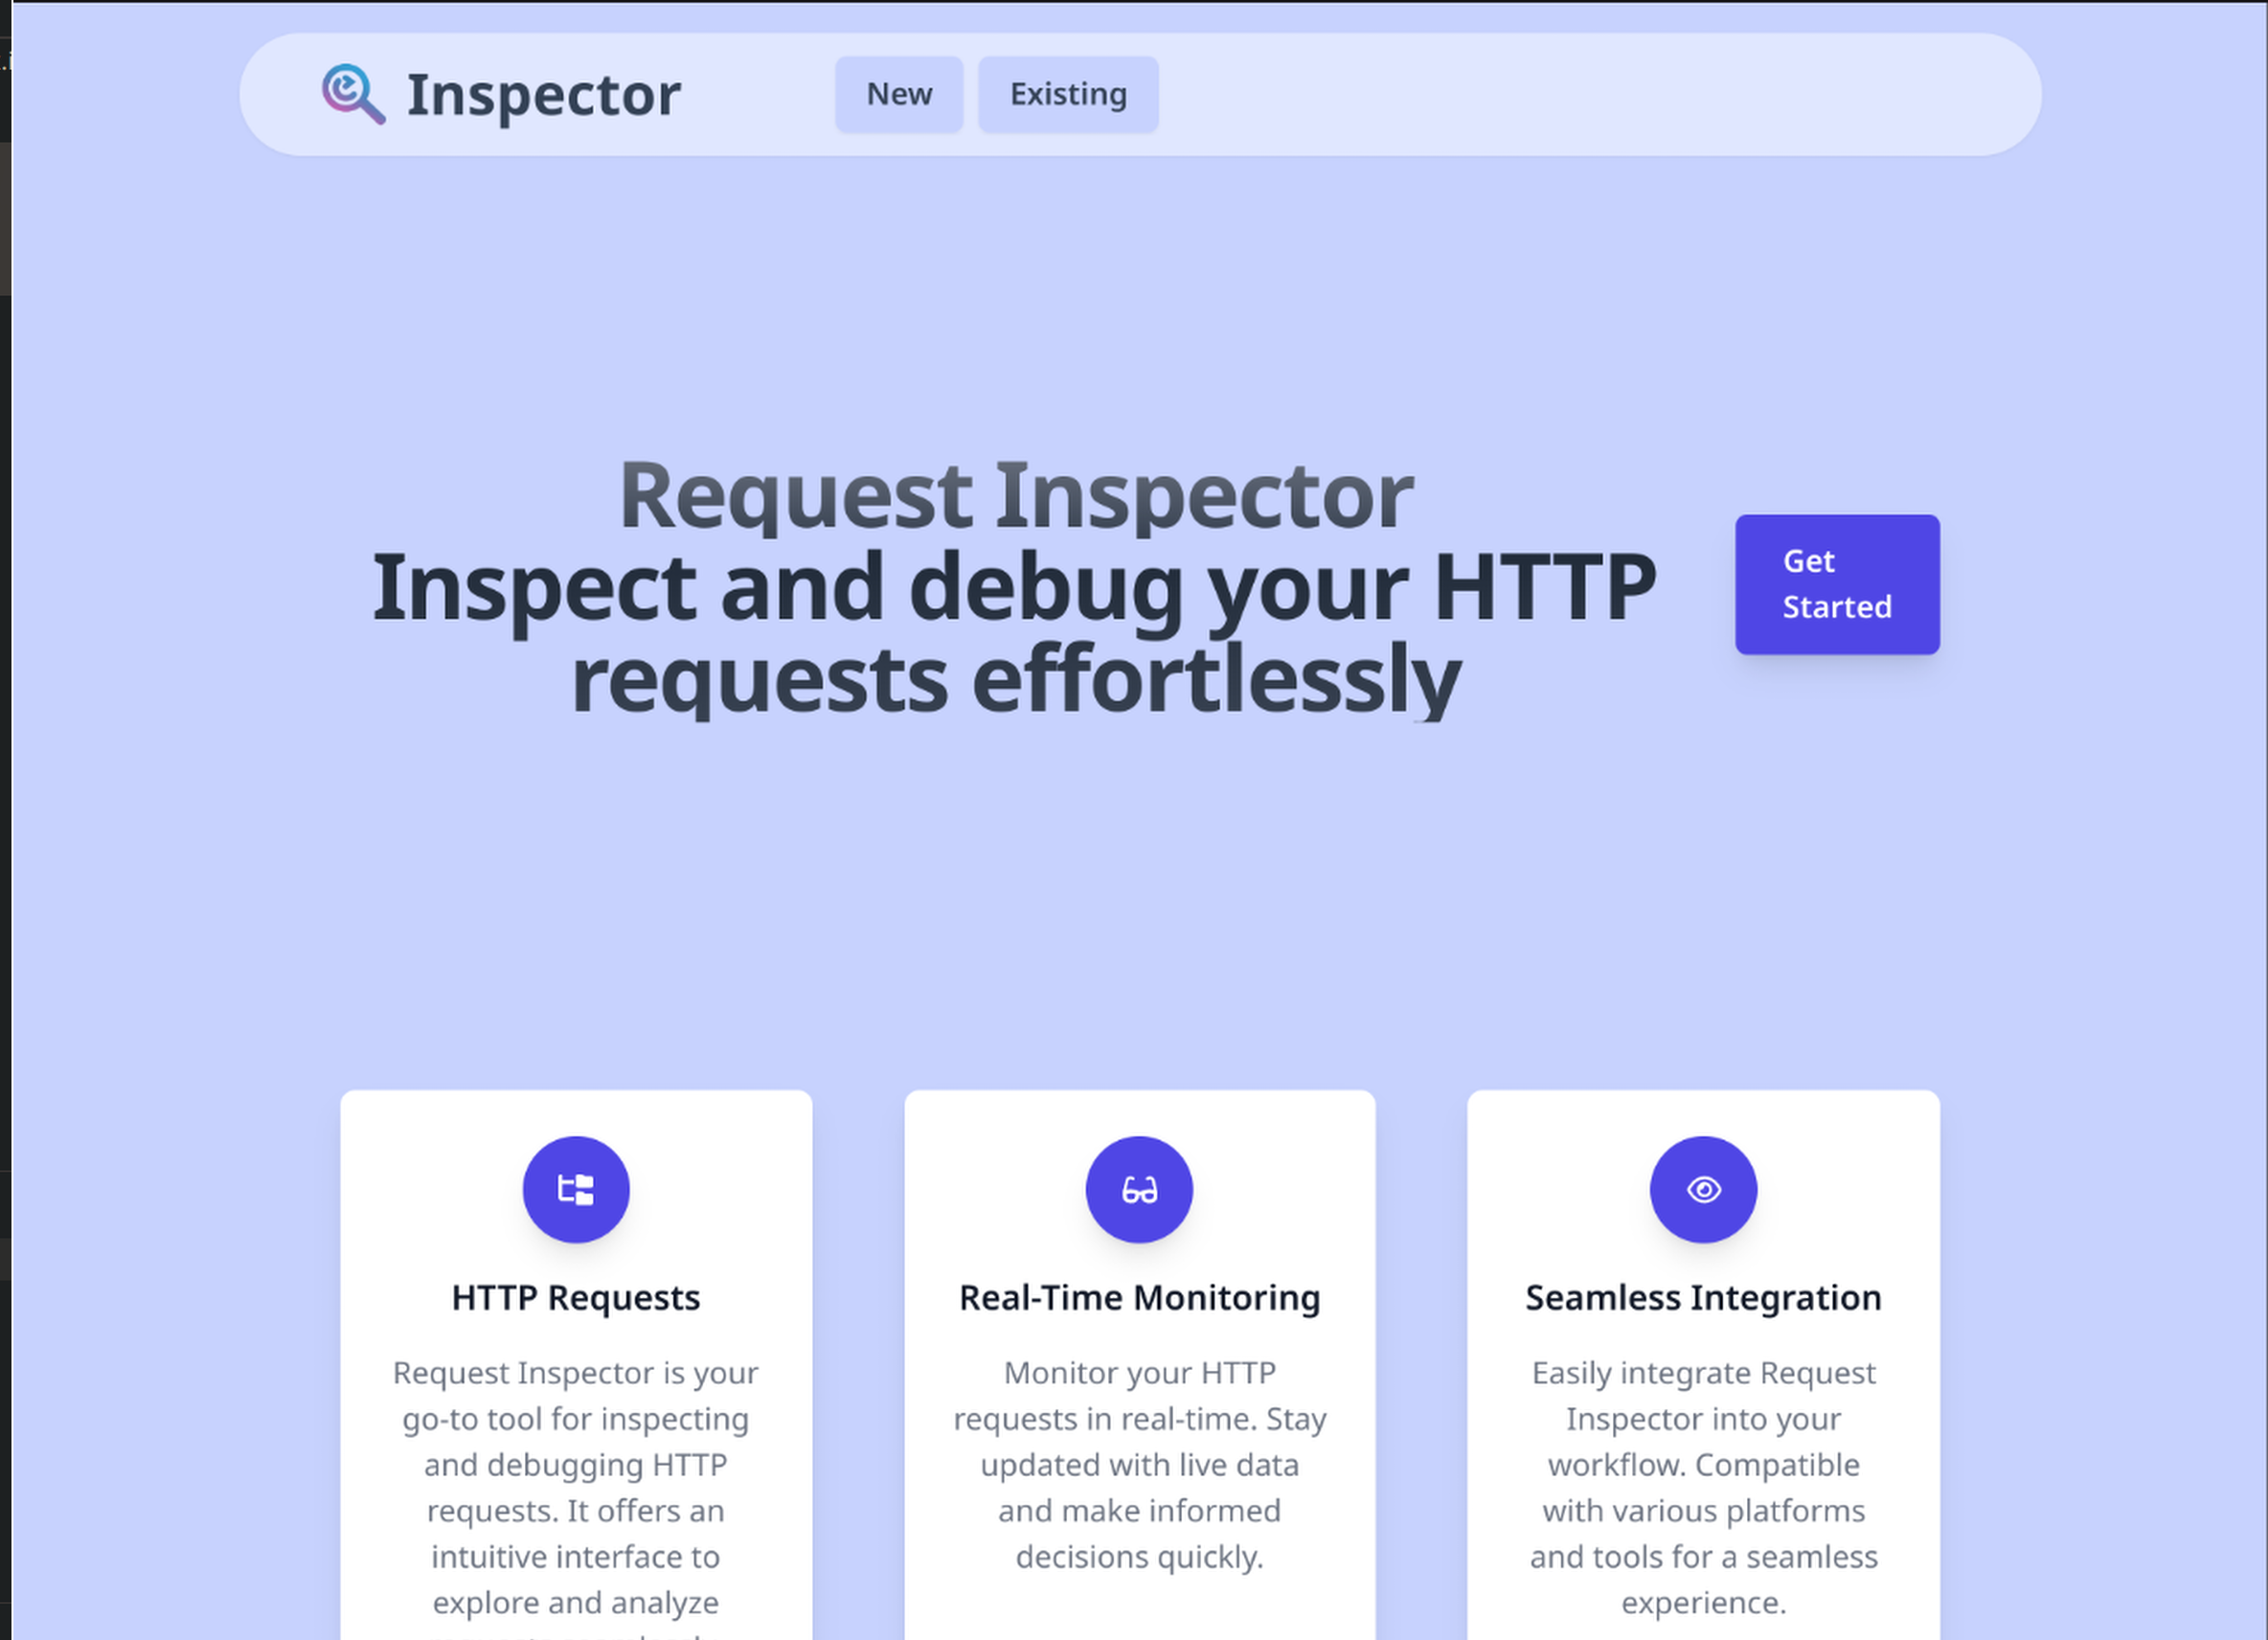 Inspector
New
Existing
Request Inspector
Inspect and debug your HTTP
requests effortlessly
Get
Started
HTTP Requests
Request Inspector is your
go-to tool for inspecting
and debugging HTTP
requests. It offers an
intuitive interface to
explore and analyze
Real-Time Monitoring
Monitor your HTTP
requests in real-time. Stay
updated with live data
and make informed
decisions quickly.
Seamless Integration
Easily integrate Request
Inspector into your
workflow. Compatible
with various platforms
and tools for a seamless
experience.